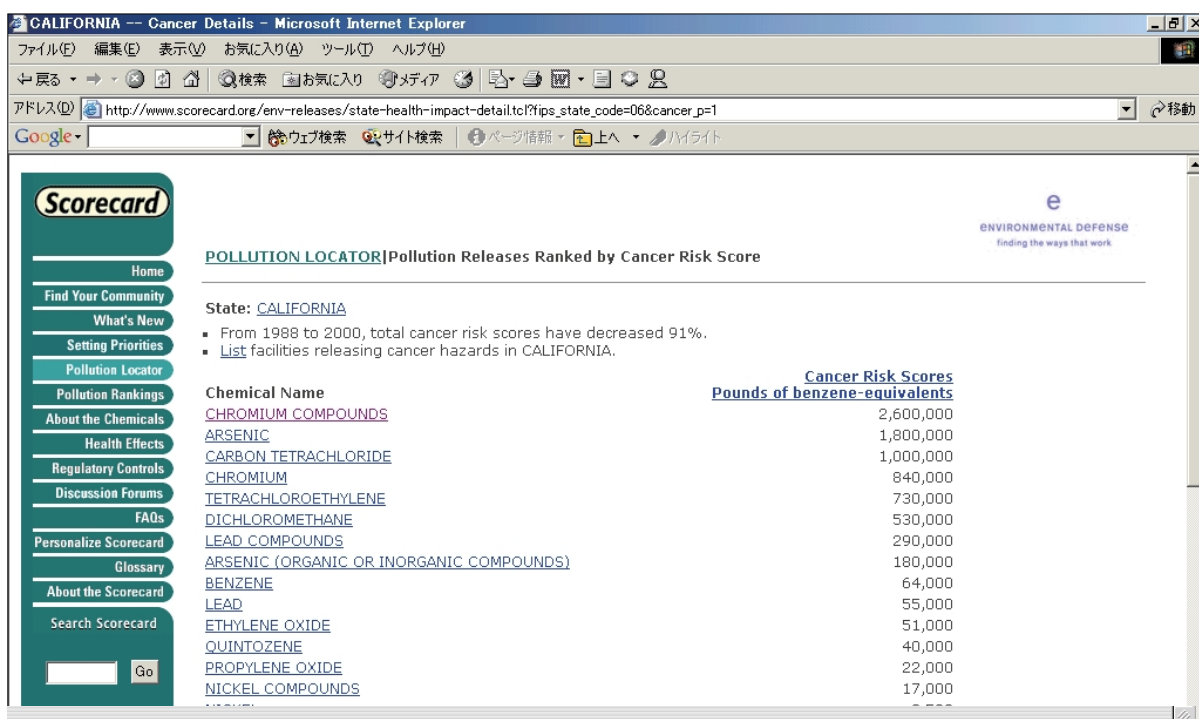 CALIFORNIA -- Cancer Details - Microsoft Internet Explorer
ファイル(F) 編集(E) 表示(V) お気に入り(A) ツール(T) ヘルプ(H)
戻る 検索 お気に入り メディア
アドレス(D) http://www.scorecard.org/env-releases/state-health-impact-detail.tcl?fips_state_code=06&cancer_p=1 移動
Google ウェブ検索 サイト検索 ページ情報 上へ ハイライト
Scorecard
Home
Find Your Community
What's New
Setting Priorities
Pollution Locator
Pollution Rankings
About the Chemicals
Health Effects
Regulatory Controls
Discussion Forums
FAQs
Personalize Scorecard
Glossary
About the Scorecard
Search Scorecard
Go
e
ENVIRONMENTAL DEFENSE
finding the ways that work
POLLUTION LOCATOR|Pollution Releases Ranked by Cancer Risk Score
State: CALIFORNIA
From 1988 to 2000, total cancer risk scores have decreased 91%.
List facilities releasing cancer hazards in CALIFORNIA.
Cancer Risk Scores
Chemical Name Pounds of benzene-equivalents
CHROMIUM COMPOUNDS 2,600,000
ARSENIC 1,800,000
CARBON TETRACHLORIDE 1,000,000
CHROMIUM 840,000
TETRACHLOROETHYLENE 730,000
DICHLOROMETHANE 530,000
LEAD COMPOUNDS 290,000
ARSENIC (ORGANIC OR INORGANIC COMPOUNDS) 180,000
BENZENE 64,000
LEAD 55,000
ETHYLENE OXIDE 51,000
QUINTOZENE 40,000
PROPYLENE OXIDE 22,000
NICKEL COMPOUNDS 17,000